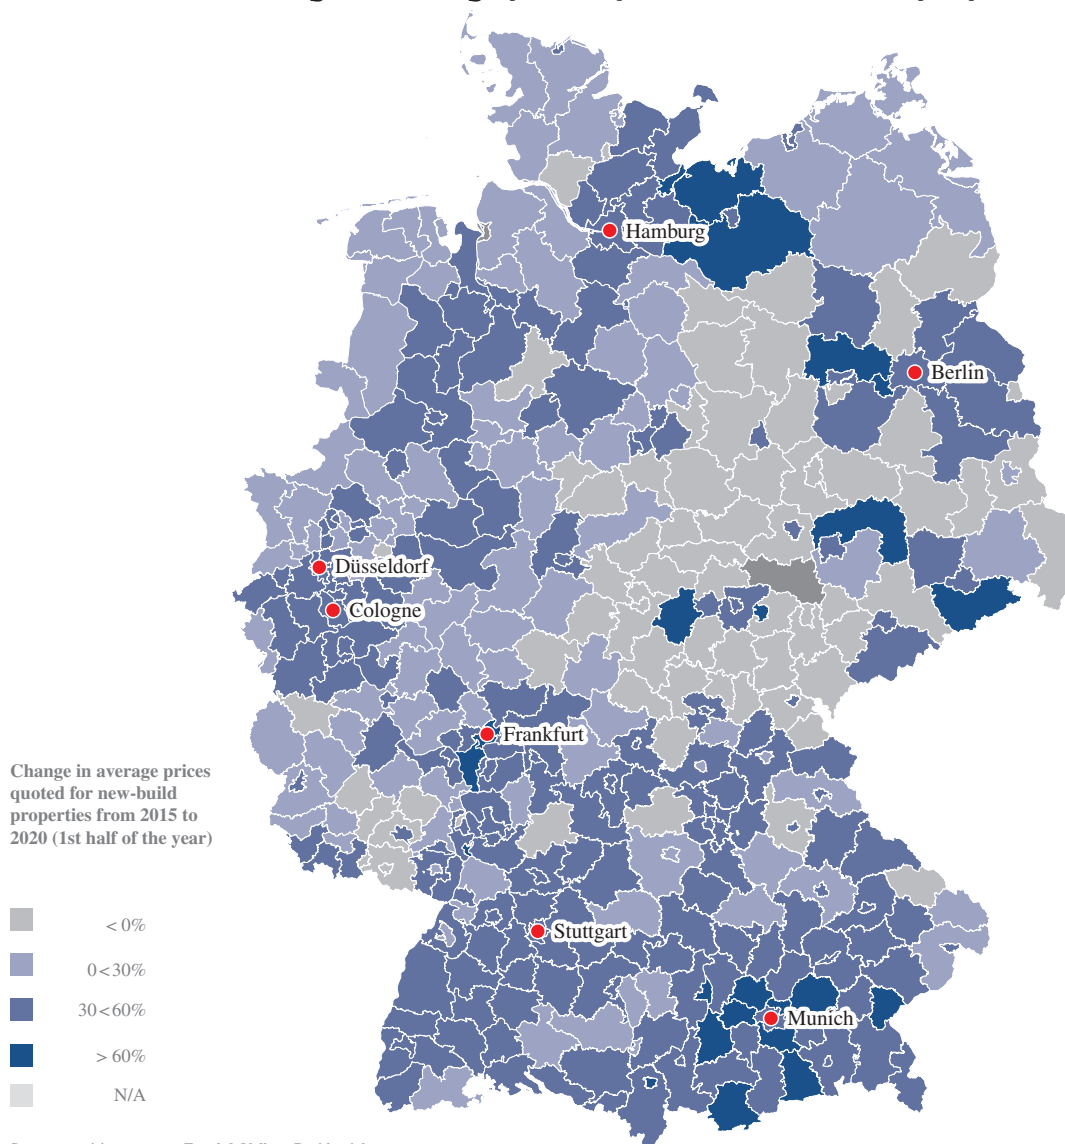 Hamburg
Berlin
Düsseldorf
Cologne
Frankfurt
Stuttgart
Munich
Change in average prices
quoted for new-build
properties from 2015 to
2020 (1st half of the year)
< 0%
0 < 30%
30 < 60%
> 60%
N/A